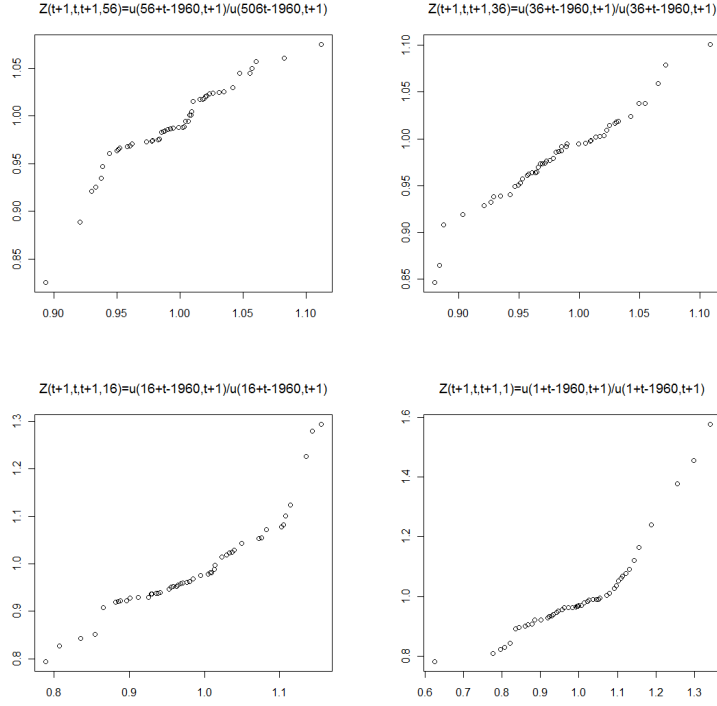 Z(t+1,t,t+1,56)=u(56+t-1960,t+1)/u(506t-1960,t+1)
1.05
1.00
0.95
0.90
0.85
0.90 0.95 1.00 1.05 1.10
Z(t+1,t,t+1,36)=u(36+t-1960,t+1)/u(36+t-1960,t+1)
1.10
1.05
1.00
0.95
0.90
0.85
0.90 0.95 1.00 1.05 1.10
Z(t+1,t,t+1,16)=u(16+t-1960,t+1)/u(16+t-1960,t+1)
1.3
1.2
1.1
1.0
0.9
0.8
0.8 0.9 1.0 1.1
Z(t+1,t,t+1,1)=u(1+t-1960,t+1)/u(1+t-1960,t+1)
1.6
1.4
1.2
1.0
0.8
0.6 0.7 0.8 0.9 1.0 1.1 1.2 1.3